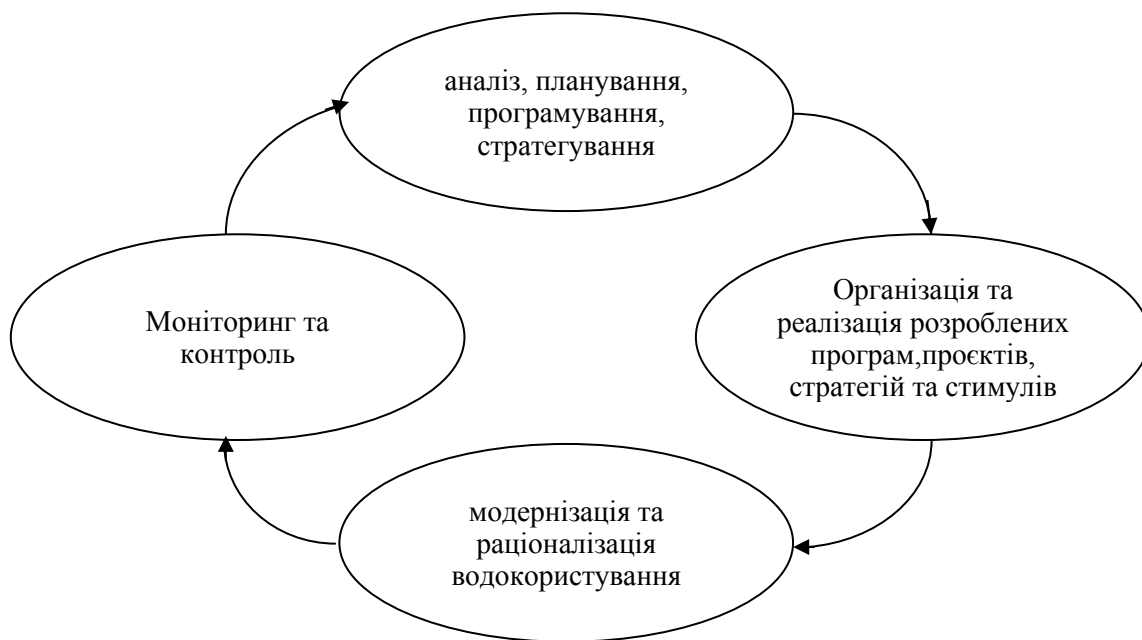 аналіз, планування,
програмування,
стратегування
Організація та
реалізація розроблених
програм,проєктів,
стратегій та стимулів
модернізація та
раціоналізація
водокористування
Моніторинг та
контроль